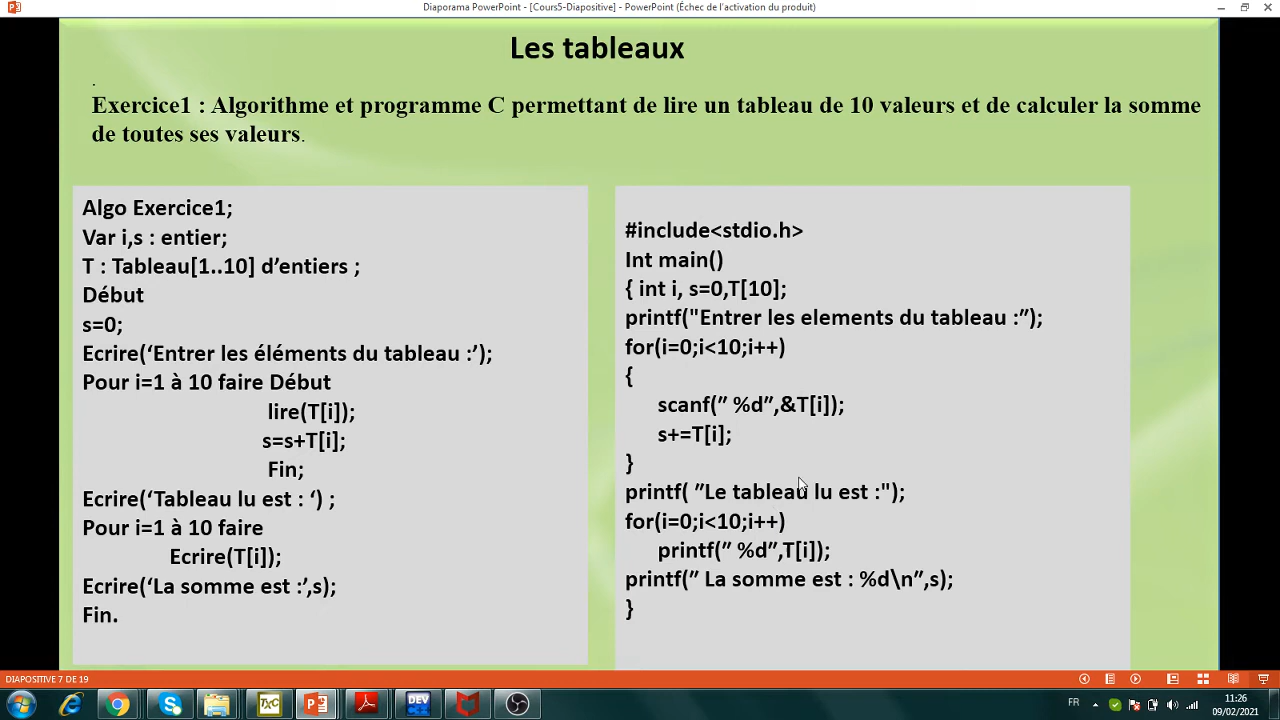 Diaporama PowerPoint - [Cours5-Diapositive] - PowerPoint (Échec de l'activation du produit)
Les tableaux
.
Exercice1 : Algorithme et programme C permettant de lire un tableau de 10 valeurs et de calculer la somme
de toutes ses valeurs.
Algo Exercice1;
Var i,s : entier;
T : Tableau[1..10] d’entiers ;
Début
s=0;
Ecrire(‘Entrer les éléments du tableau :’);
Pour i=1 à 10 faire Début
lire(T[i]);
s=s+T[i];
Fin;
Ecrire(‘Tableau lu est : ‘) ;
Pour i=1 à 10 faire
Ecrire(T[i]);
Ecrire(‘La somme est :’,s);
Fin.
#include<stdio.h>
Int main()
{ int i, s=0,T[10];
printf("Entrer les elements du tableau :”);
for(i=0;i<10;i++)
{
scanf(” %d”,&T[i]);
s+=T[i];
}
printf( ”Le tableau lu est :");
for(i=0;i<10;i++)
printf(” %d”,T[i]);
printf(” La somme est : %d\n”,s);
}
DIAPOSITIVE 7 DE 19
TXC
DEV
FR
11:26
09/02/2021